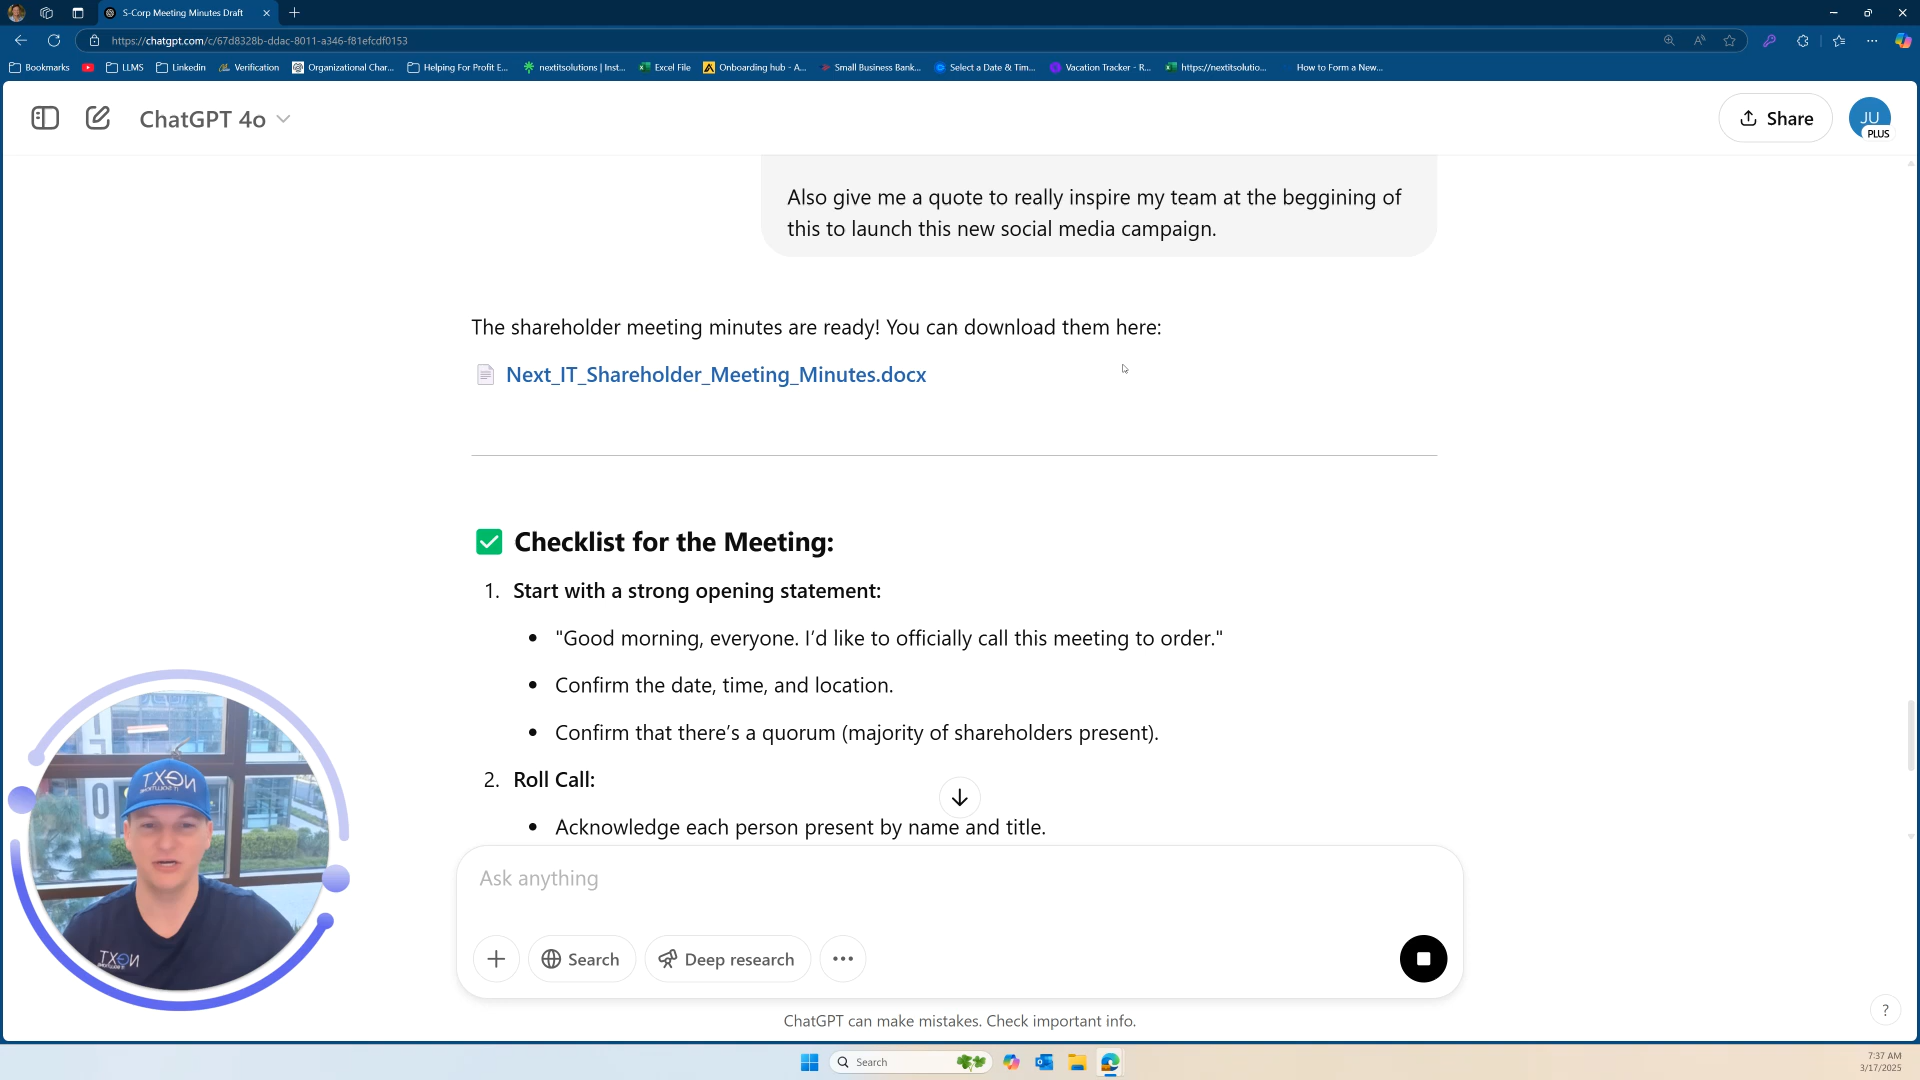 S-Corp Meeting Minutes Draft
https://chatgpt.com/c/67d8328b-ddac-8011-a346-f81efcdf0153
Bookmarks LLMS Linkedin Verification Organizational Char... Helping For Profit E... nextitsolutions | Inst... Excel File Onboarding hub - A... Small Business Bank... Select a Date & Tim... Vacation Tracker - R... https://nextitsolutio... How to Form a New...
ChatGPT 4o
Share
JU
PLUS
Also give me a quote to really inspire my team at the beggining of
this to launch this new social media campaign.
The shareholder meeting minutes are ready! You can download them here:
Next_IT_Shareholder_Meeting_Minutes.docx
Checklist for the Meeting:
1. Start with a strong opening statement:
• "Good morning, everyone. I'd like to officially call this meeting to order."
• Confirm the date, time, and location.
• Confirm that there's a quorum (majority of shareholders present).
2. Roll Call:
• Acknowledge each person present by name and title.
NEXT
NEXT
Ask anything
Search
Deep research
ChatGPT can make mistakes. Check important info.
?
Search
7:37 AM
3/17/2025